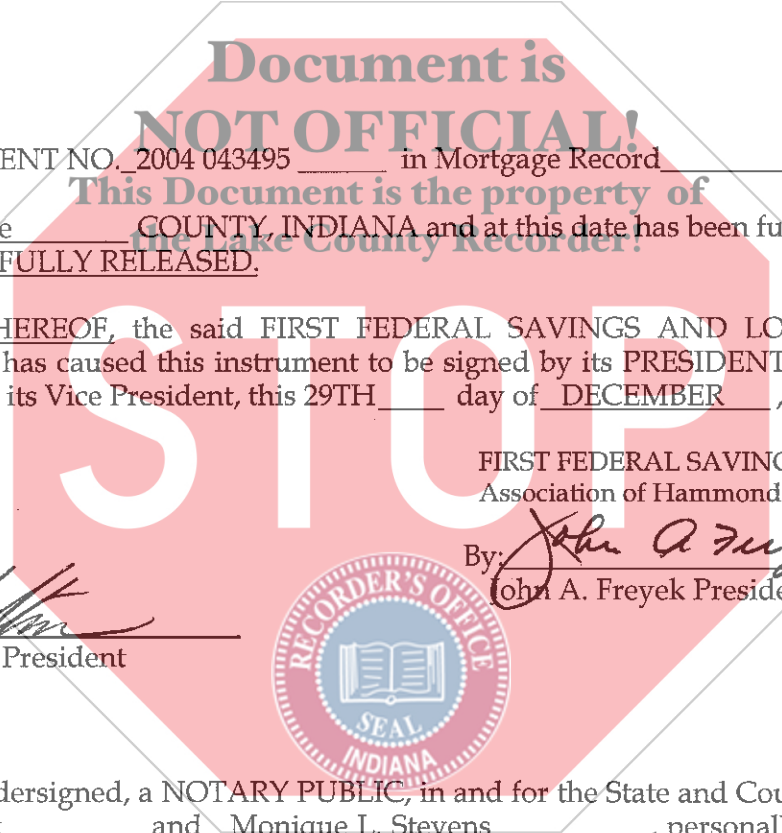 Document is
NOT OFFICIAL!
ENT NO. 2004 043495 in Mortgage Record
This Document is the property of
e COUNTY, INDIANA and at this date has been fu
the Lake County Recorder!
FULLY RELEASED.
HEREOF, the said FIRST FEDERAL SAVINGS AND LO
has caused this instrument to be signed by its PRESIDENT
its Vice President, this 29TH day of DECEMBER ,
STOP
FIRST FEDERAL SAVING
Association of Hammond
By: John A Frey
John A. Freyek Preside
President
RECORDER'S OFFICE
SEAL
INDIANA
dersigned, a NOTARY PUBLIC, in and for the State and Cou
and Monique L. Stevens , personal